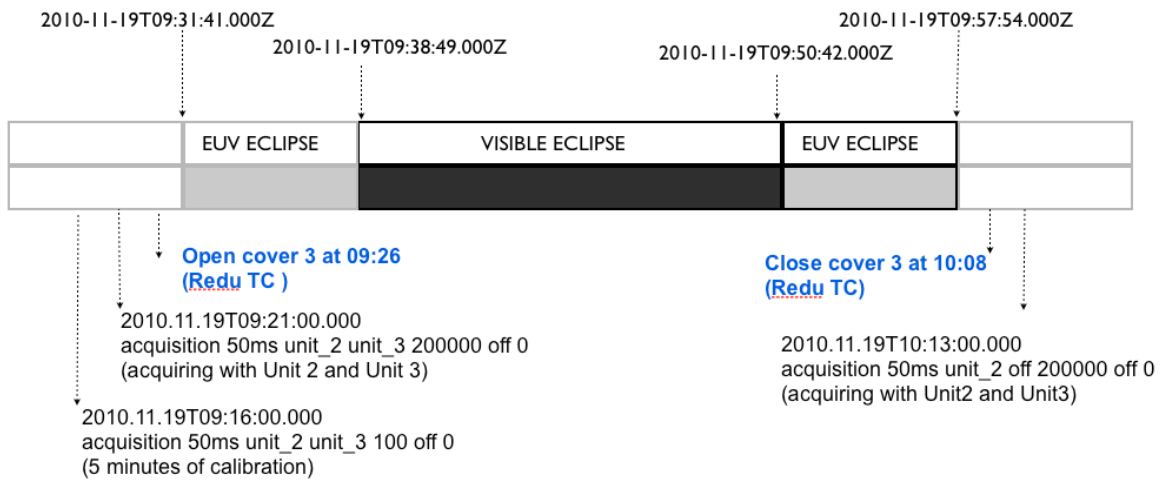 2010-11-19T09:31:41.000Z
2010-11-19T09:57:54.000Z
2010-11-19T09:38:49.000Z
2010-11-19T09:50:42.000Z
EUV ECLIPSE
VISIBLE ECLIPSE
EUV ECLIPSE
Open cover 3 at 09:26
(Redu TC )
Close cover 3 at 10:08
(Redu TC)
2010.11.19T09:21:00.000
acquisition 50ms unit_2 unit_3 200000 off 0
(acquiring with Unit 2 and Unit 3)
2010.11.19T10:13:00.000
acquisition 50ms unit_2 off 200000 off 0
(acquiring with Unit2 and Unit3)
2010.11.19T09:16:00.000
acquisition 50ms unit_2 unit_3 100 off 0
(5 minutes of calibration)